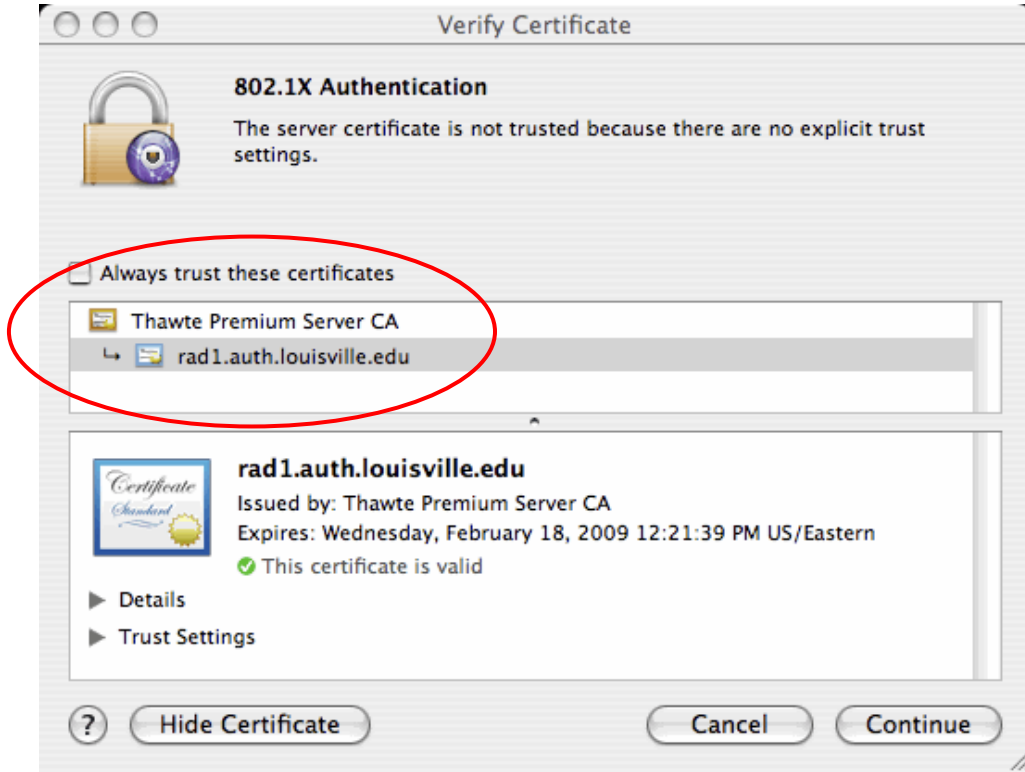 Verify Certificate
802.1X Authentication
The server certificate is not trusted because there are no explicit trust
settings.
Always trust these certificates
Thawte Premium Server CA
rad1.auth.louisville.edu
Certificate
Standard
rad1.auth.louisville.edu
Issued by: Thawte Premium Server CA
Expires: Wednesday, February 18, 2009 12:21:39 PM US/Eastern
This certificate is valid
Details
Trust Settings
? Hide Certificate Cancel Continue